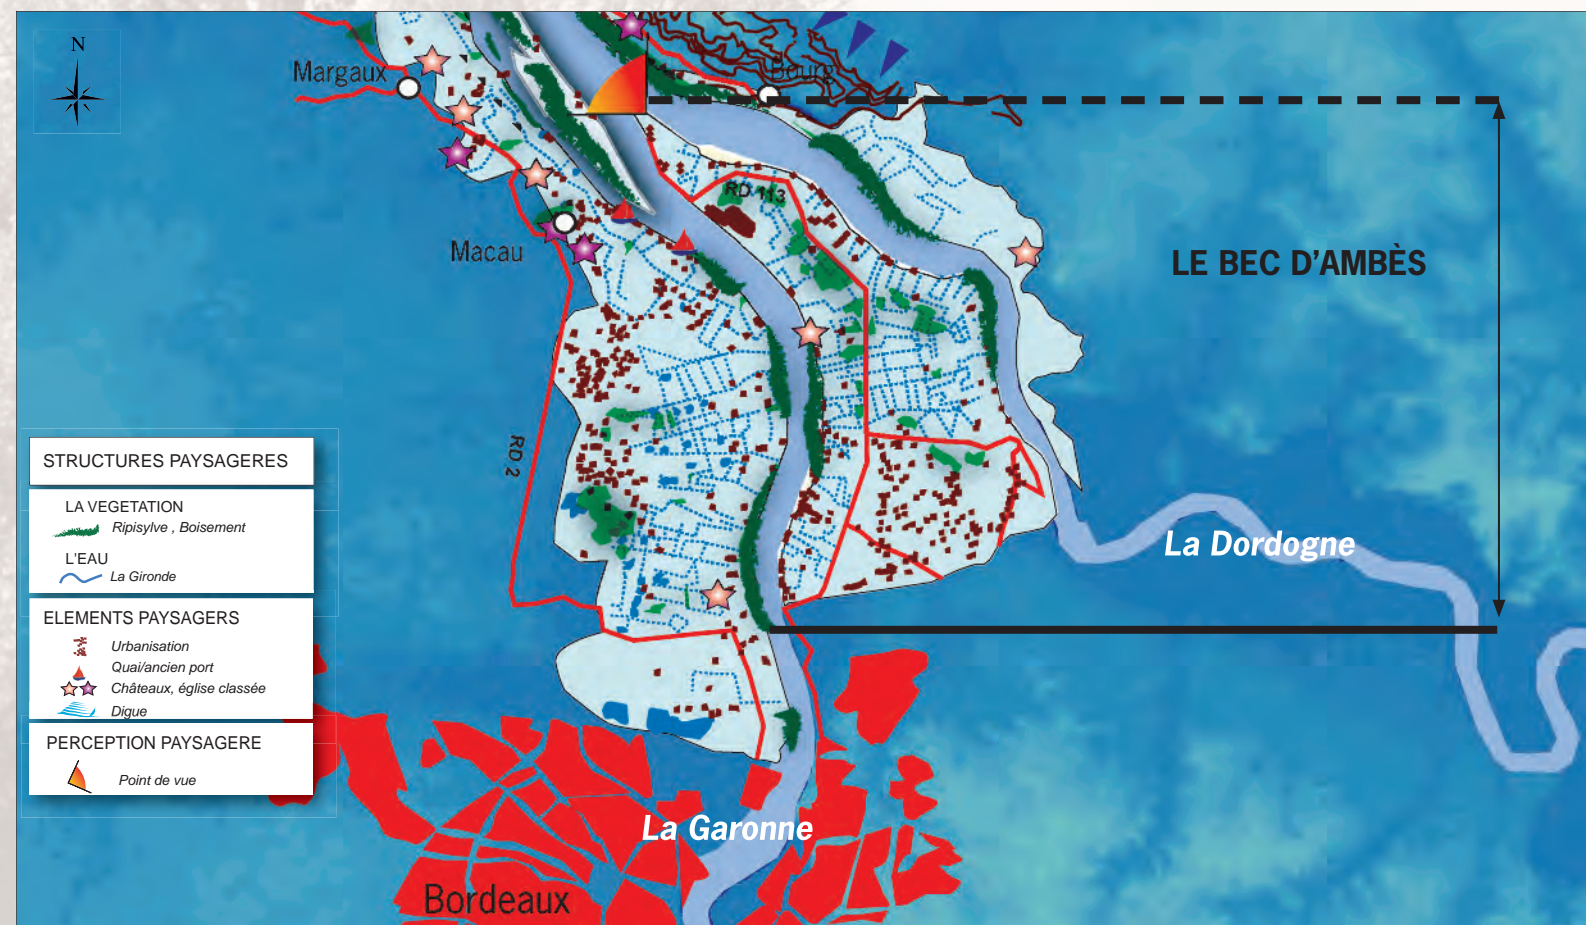 N
Margaux
Bourg
RD 113
Macau
LE BEC D'AMBÈS
RD 2
STRUCTURES PAYSAGERES
LA VEGETATION
Ripisylve , Boisement
L'EAU
La Gironde
ELEMENTS PAYSAGERS
Urbanisation
Quai/ancien port
Châteaux, église classée
Digue
PERCEPTION PAYSAGERE
Point de vue
La Dordogne
La Garonne
Bordeaux